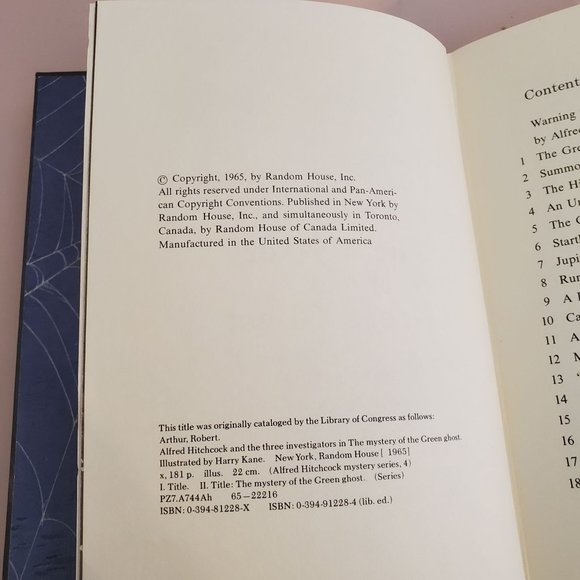 © Copyright, 1965, by Random House, Inc.
All rights reserved under International and Pan-Ameri-
can Copyright Conventions. Published in New York by
Random House, Inc., and simultaneously in Toronto,
Canada, by Random House of Canada Limited.
Manufactured in the United States of America
This title was originally cataloged by the Library of Congress as follows:
Arthur, Robert.
Alfred Hitchcock and the three investigators in The mystery of the Green ghost.
Illustrated by Harry Kane. New York, Random House [ 1965]
x, 181 p. illus. 22 cm. (Alfred Hitchcock mystery series, 4)
I. Title. II. Title: The mystery of the Green ghost. (Series)
PZ7.A744Ah 65—22216
ISBN: 0-394-81228-X ISBN: 0-394-91228-4 (lib. ed.)
Content
Warning
by Alfred
1 The Gre
2 Summo
3 The Hi
4 An Un
5 The C
6 Startl
7 Jupi
8 Run
9 A
10 Ca
11 A
12 M
13 "
14
15
16
17
18